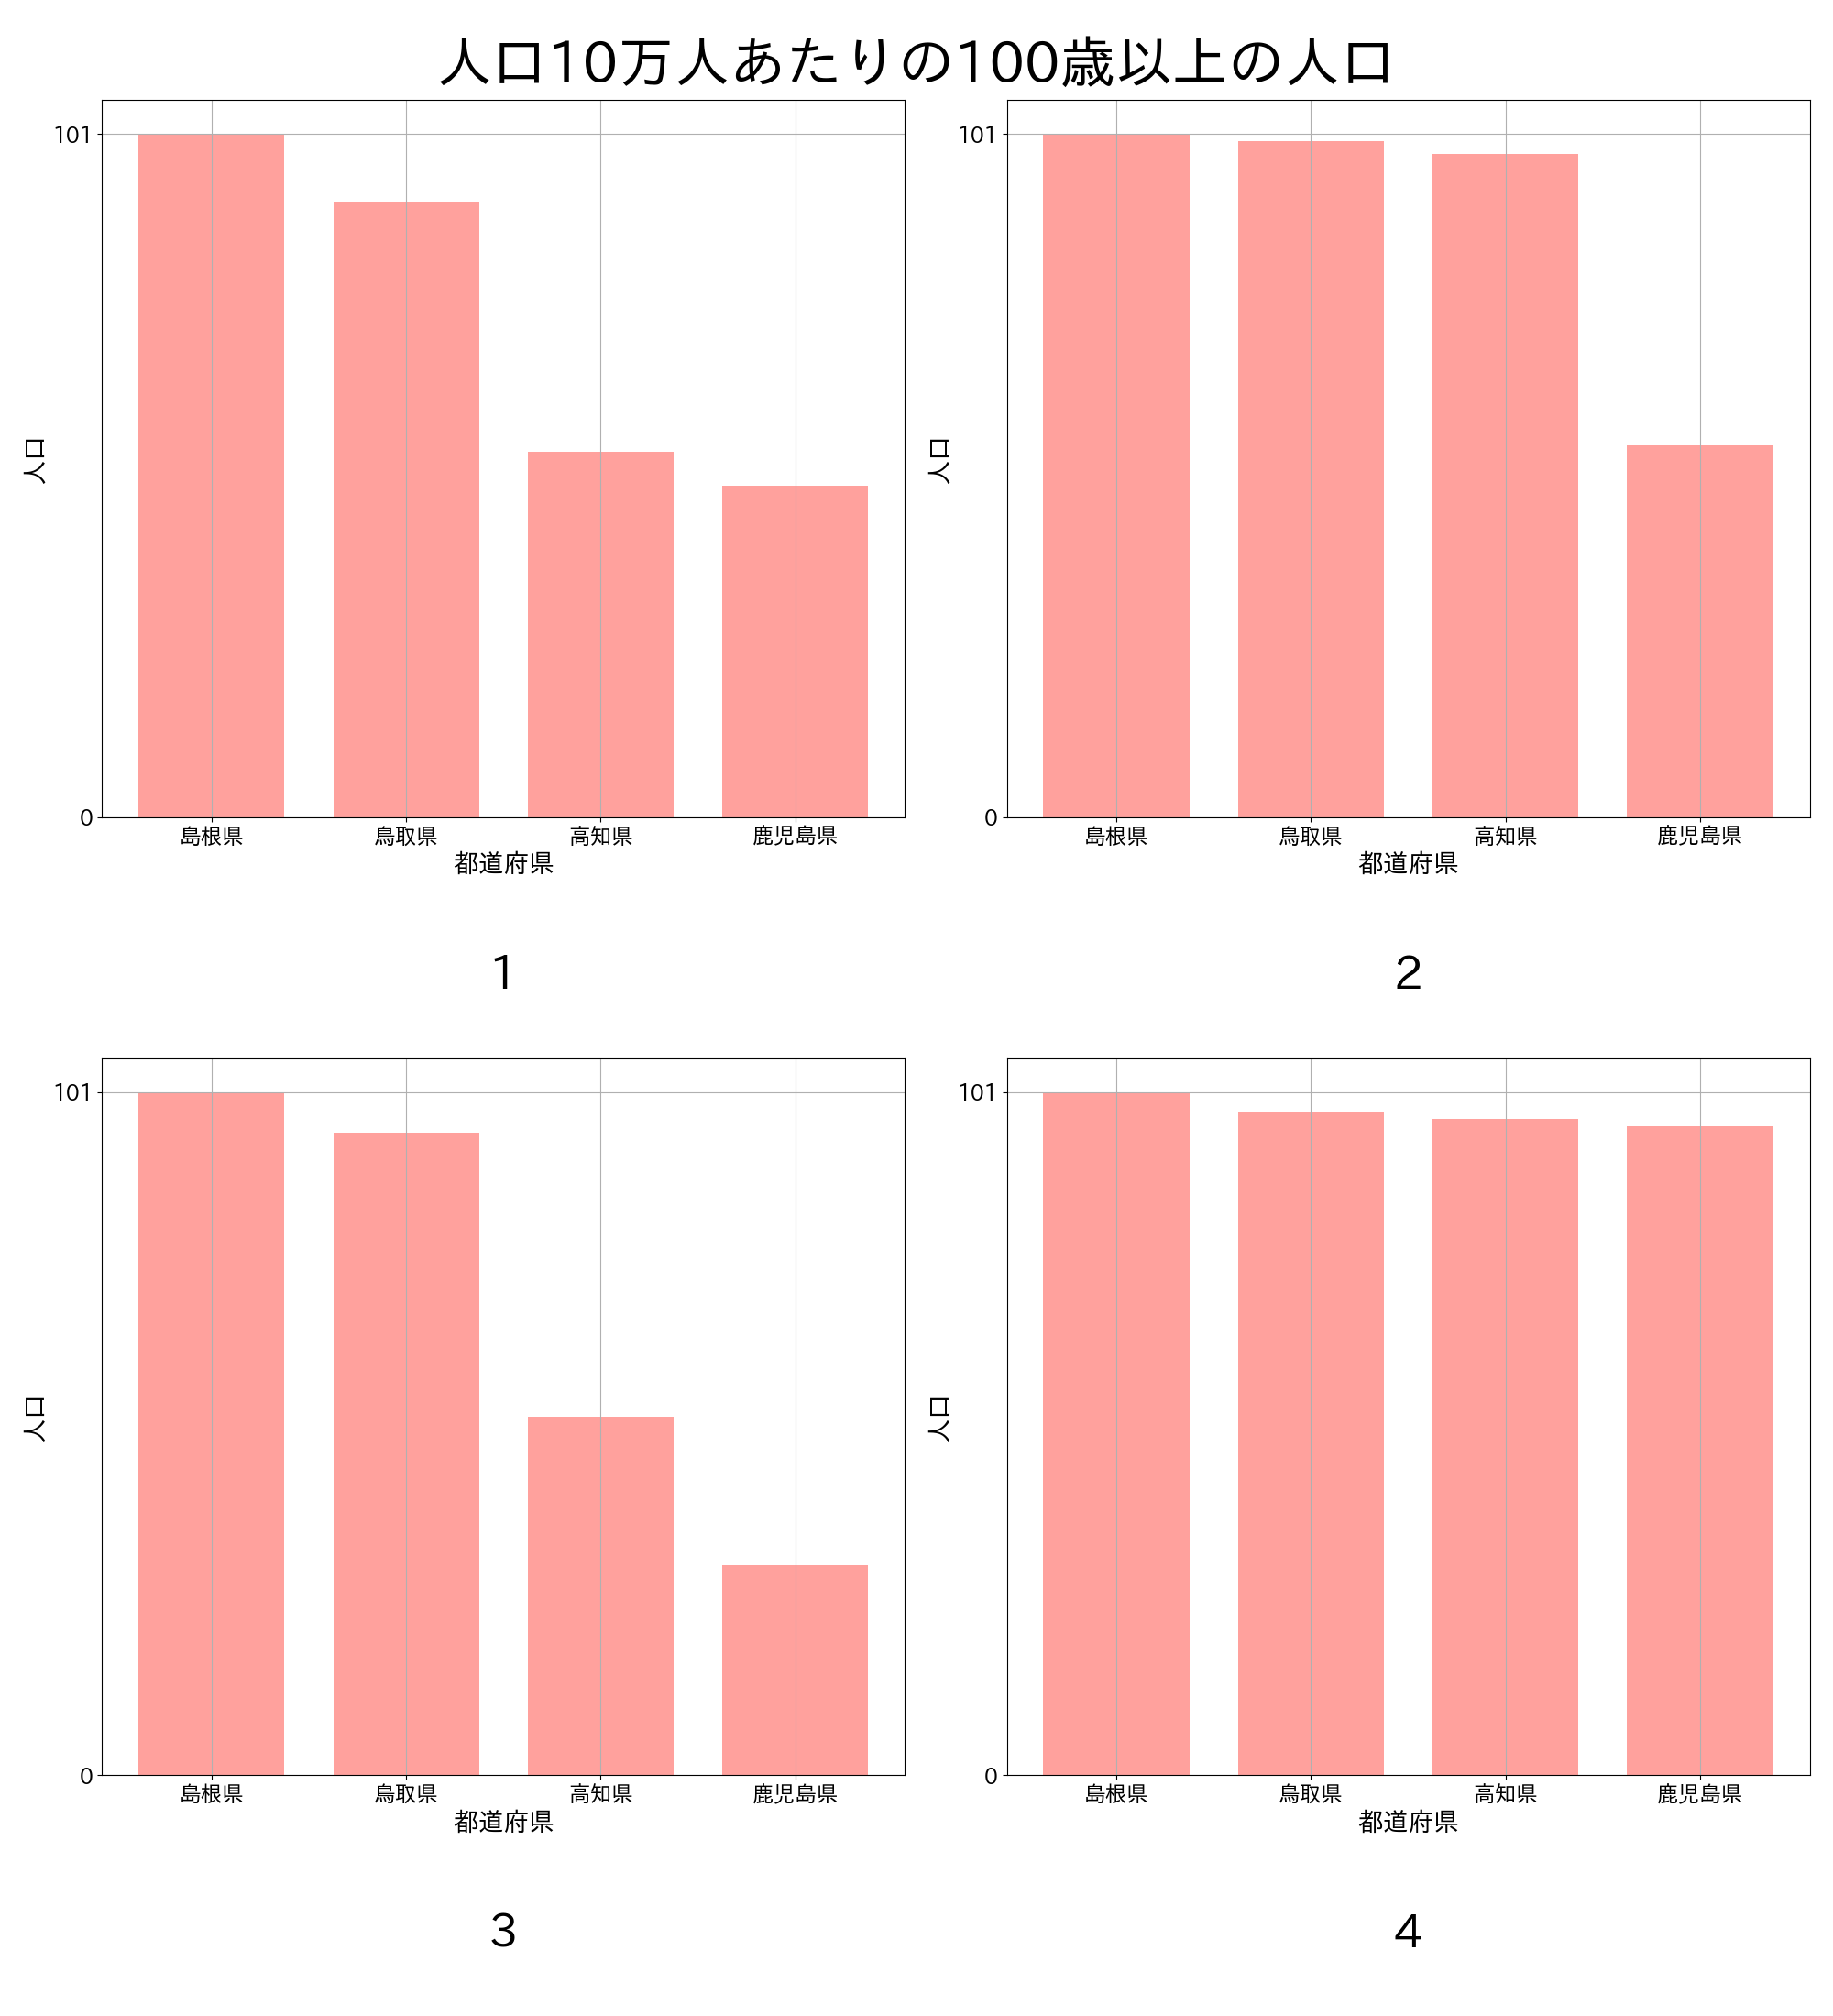 人口10万人あたりの100歳以上の人口
101
0
人口
島根県 鳥取県 高知県 鹿児島県
都道府県
1
101
0
人口
島根県 鳥取県 高知県 鹿児島県
都道府県
2
101
0
人口
島根県 鳥取県 高知県 鹿児島県
都道府県
3
101
0
人口
島根県 鳥取県 高知県 鹿児島県
都道府県
4